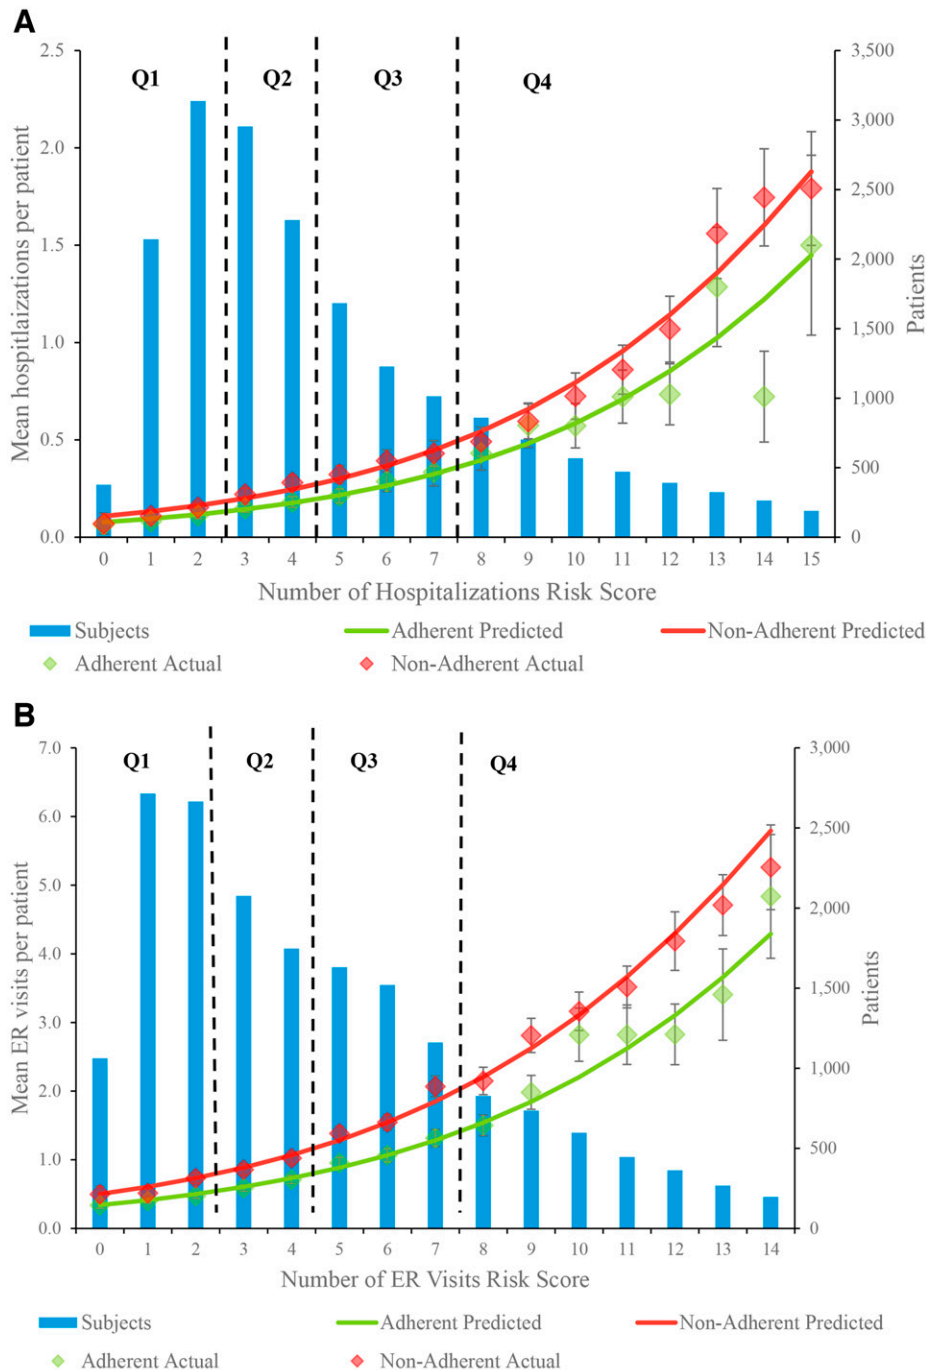 A
2.5 3,500
Q1 Q2 Q3 Q4
3,000
2.0
2,500
1.5
2,000
1,500
1.0
1,000
0.5
500
0.0 0
Mean hospitlaizations per patient
Patients
0 1 2 3 4 5 6 7 8 9 10 11 12 13 14 15
Number of Hospitalizations Risk Score
Subjects Adherent Predicted Non-Adherent Predicted
Adherent Actual Non-Adherent Actual
B
7.0 3,000
Q1 Q2 Q3 Q4
6.0
2,500
5.0
2,000
4.0
1,500
3.0
1,000
2.0
1.0 500
0.0 0
Mean ER visits per patient
Patients
0 1 2 3 4 5 6 7 8 9 10 11 12 13 14
Number of ER Visits Risk Score
Subjects Adherent Predicted Non-Adherent Predicted
Adherent Actual Non-Adherent Actual